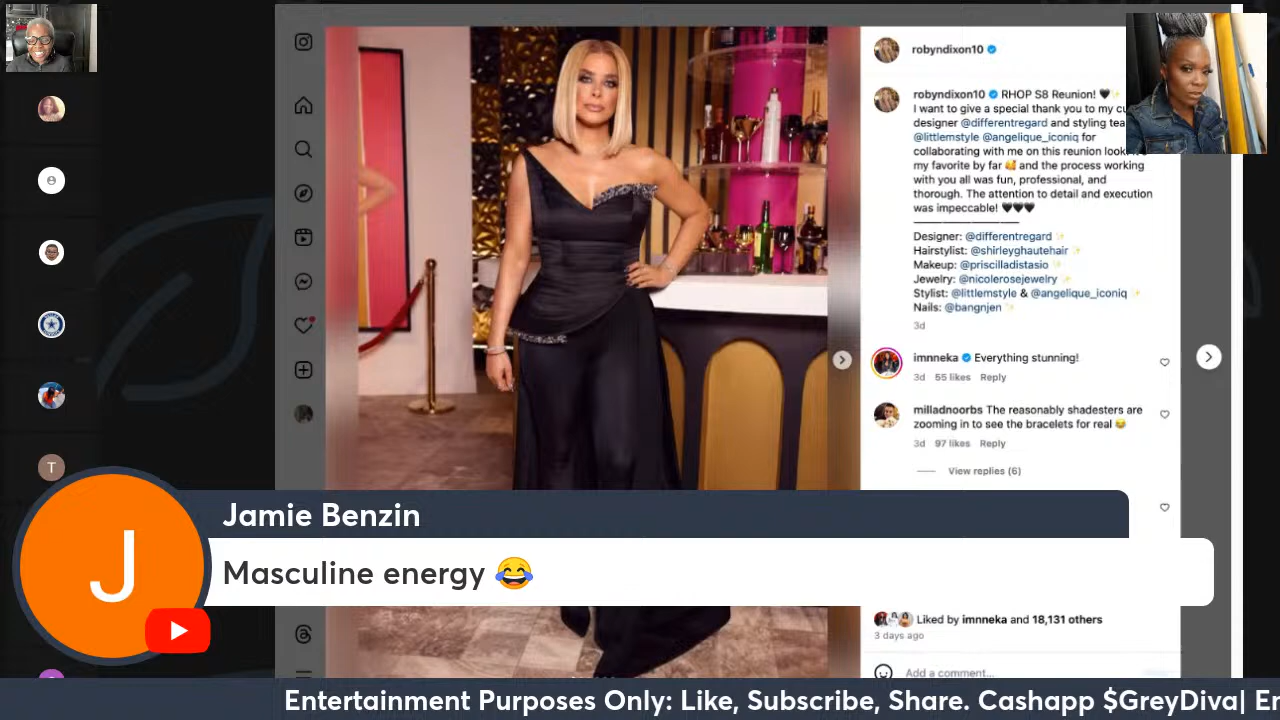 robyndixon10
robyndixon10 RHOP S8 Reunion! 🖤✨
I want to give a special thank you to my
designer @differentregard and styling
@littlemstyle @angelique_iconiq for
collaborating with me on this reunion
my favorite by far 🥰 and the process working
with you all was fun, professional, and
thorough. The attention to detail and execution
was impeccable! 🖤🖤🖤
Designer: @differentregard ✨
Hairstylist: @shirleyghautehair ✨
Makeup: @priscilladistasio ✨
Jewelry: @nicolerosejewelry ✨
Stylist: @littlemstyle & @angelique_iconiq ✨
Nails: @bangnjen ✨
3d
imnneka Everything stunning!
3d 55 likes Reply
milladnoorbs The reasonably shadesters are
zooming in to see the bracelets for real 😂
3d 97 likes Reply
View replies (6)
T
J
Jamie Benzin
Masculine energy 😂
Liked by imnneka and 18,131 others
3 days ago
Add a comment...
Entertainment Purposes Only: Like, Subscribe, Share. Cashapp $GreyDiva|